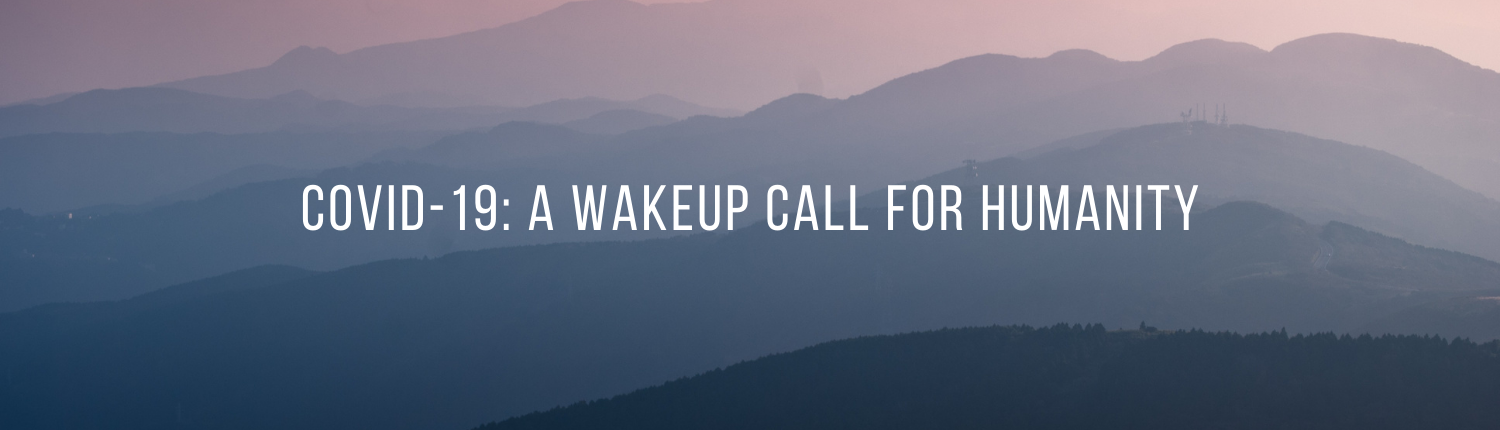 COVID-19: A WAKEUP CALL FOR HUMANITY